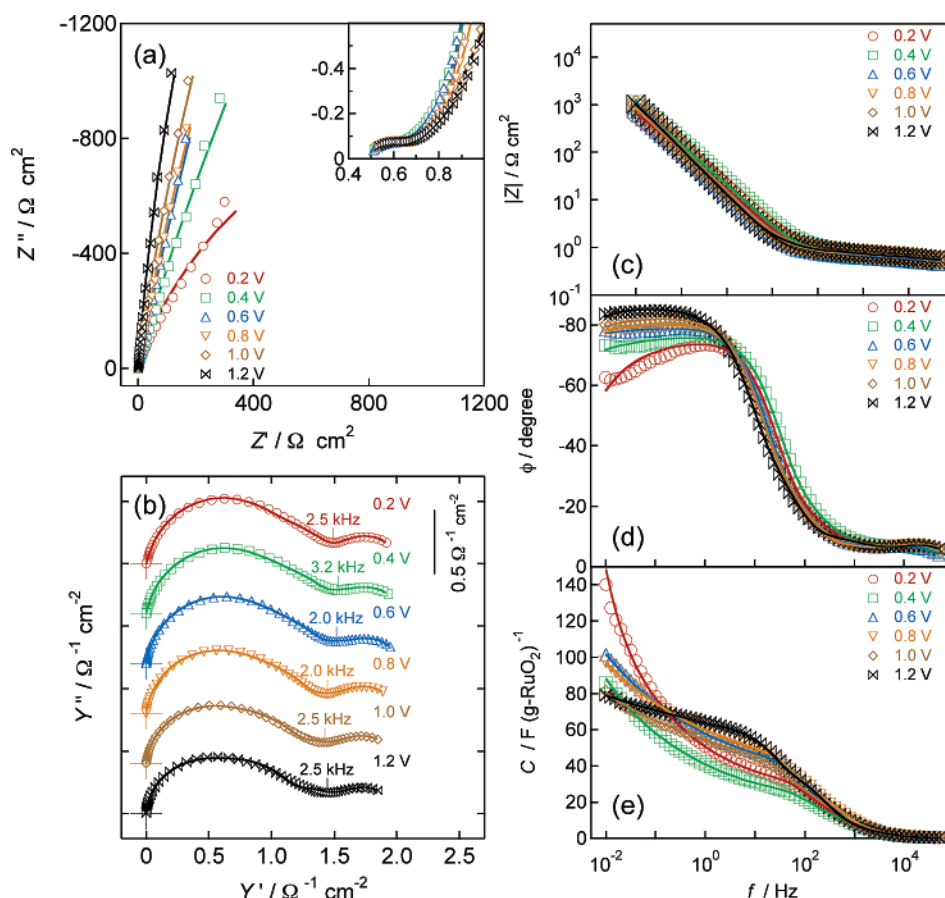 (a)
-1200
-800
-400
0
Z'' / Ω cm²
0
400
800
1200
Z' / Ω cm²
-0.4
-0.2
0
0.4
0.6
0.8
0.2 V
0.4 V
0.6 V
0.8 V
1.0 V
1.2 V
(b)
Y'' / Ω⁻¹ cm⁻²
0.5 Ω⁻¹ cm⁻²
2.5 kHz
0.2 V
3.2 kHz
0.4 V
2.0 kHz
0.6 V
2.0 kHz
0.8 V
2.5 kHz
1.0 V
2.5 kHz
1.2 V
0
0.5
1.0
1.5
2.0
2.5
Y' / Ω⁻¹ cm⁻²
(c)
|Z| / Ω cm²
10⁴
10³
10²
10¹
10⁰
10⁻¹
0.2 V
0.4 V
0.6 V
0.8 V
1.0 V
1.2 V
(d)
ϕ / degree
-80
-60
-40
-20
0
0.2 V
0.4 V
0.6 V
0.8 V
1.0 V
1.2 V
(e)
C / F (g-RuO₂)⁻¹
140
120
100
80
60
40
20
0
0.2 V
0.4 V
0.6 V
0.8 V
1.0 V
1.2 V
10⁻²
10⁰
10²
10⁴
f / Hz